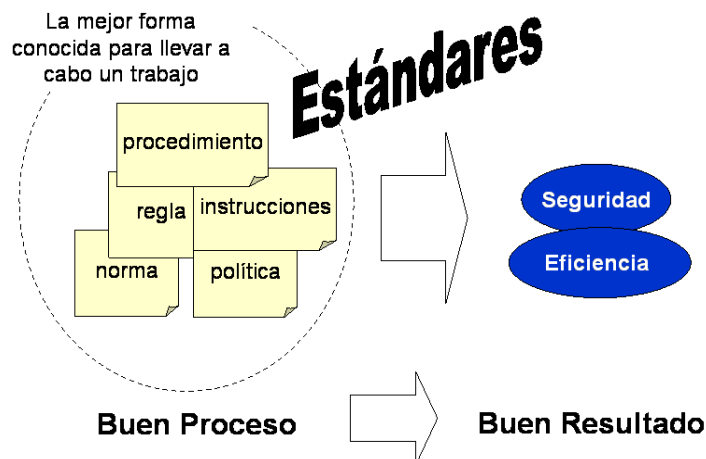 La mejor forma
conocida para llevar a
cabo un trabajo
Estándares
procedimiento
regla
instrucciones
norma
política
Seguridad
Eficiencia
Buen Proceso
Buen Resultado